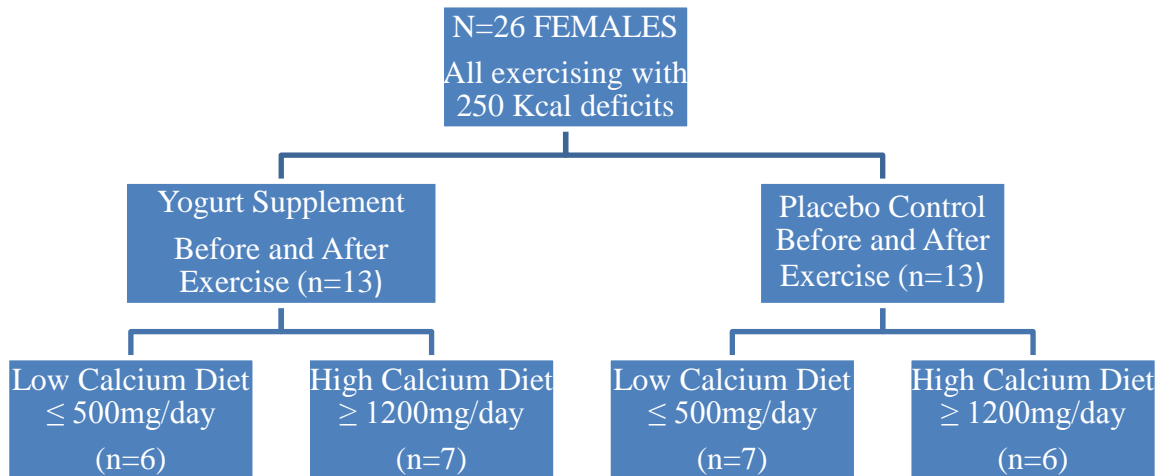 N=26 FEMALES
All exercising with
250 Kcal deficits
Yogurt Supplement
Before and After
Exercise (n=13)
Placebo Control
Before and After
Exercise (n=13)
Low Calcium Diet
≤ 500mg/day
(n=6)
High Calcium Diet
≥ 1200mg/day
(n=7)
Low Calcium Diet
≤ 500mg/day
(n=7)
High Calcium Diet
≥ 1200mg/day
(n=6)